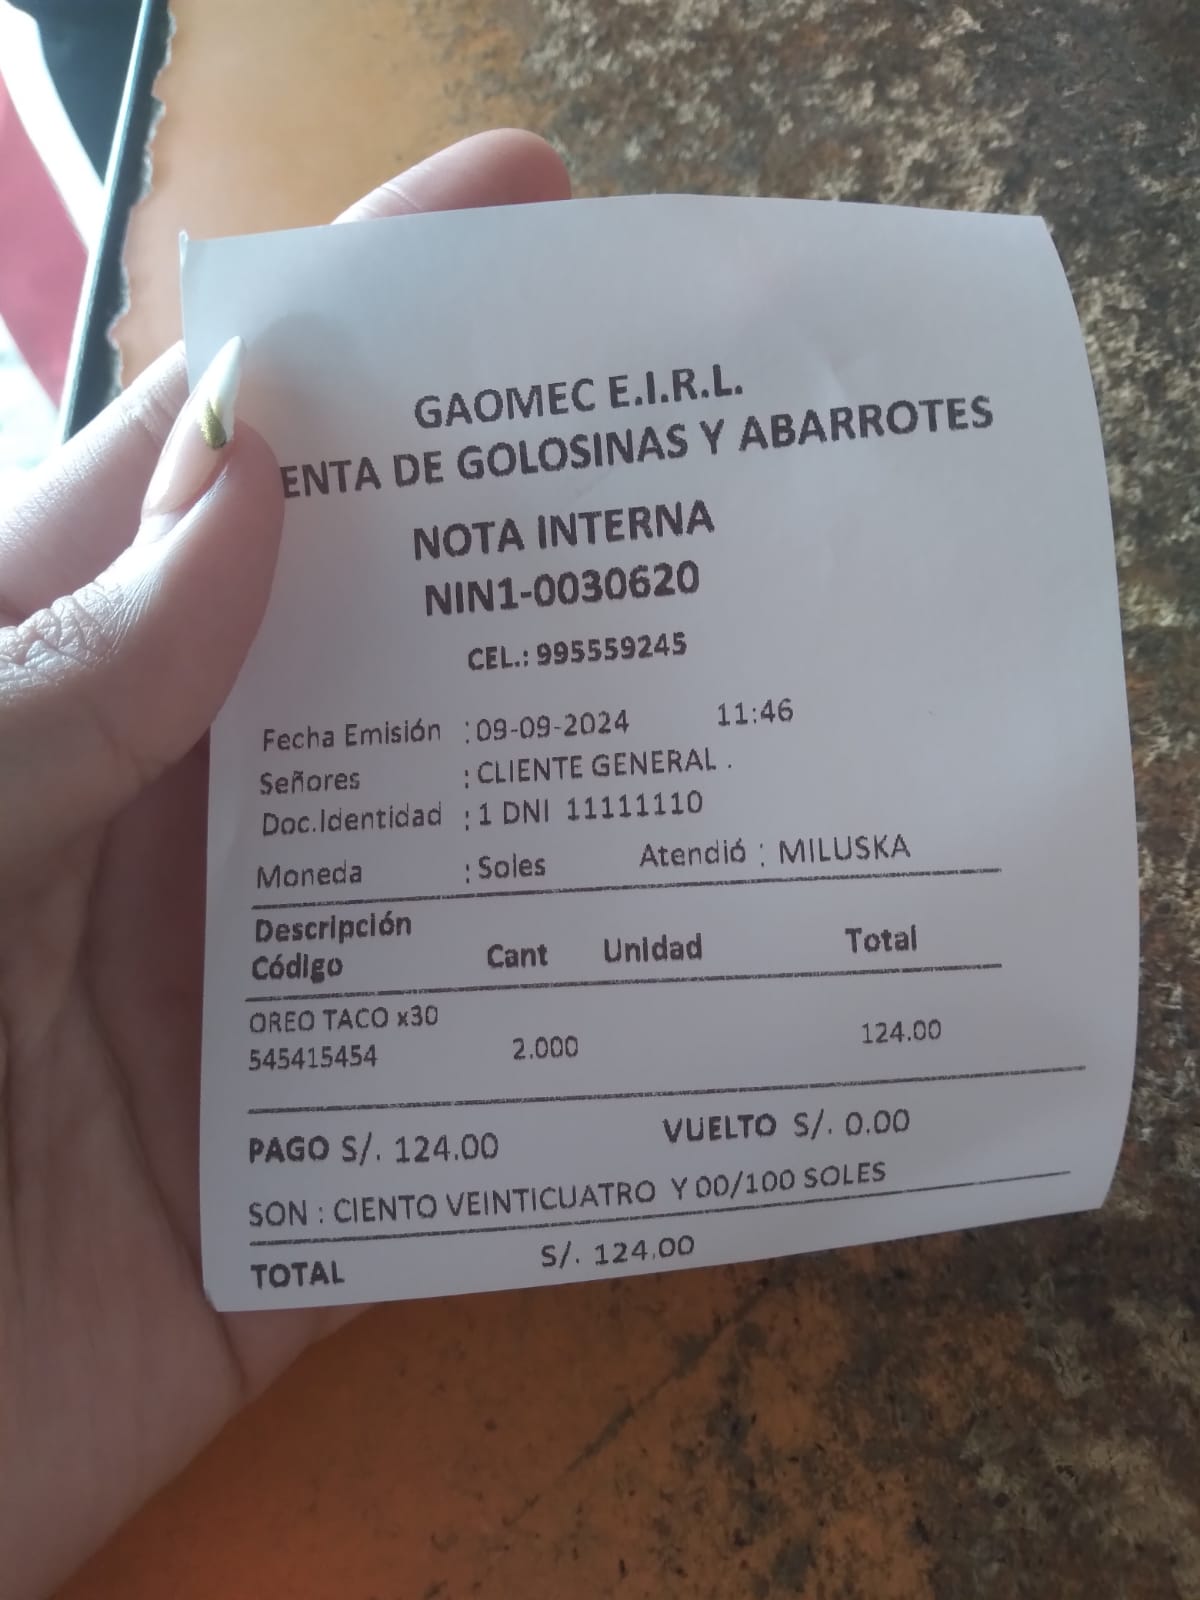 GAOMEC E.I.R.L.
ENTA DE GOLOSINAS Y ABARROTES
NOTA INTERNA
NIN1-0030620
CEL.: 995559245
Fecha Emisión : 09-09-2024 11:46
Señores : CLIENTE GENERAL .
Doc.Identidad : 1 DNI 11111110
Moneda : Soles Atendió : MILUSKA
Descripción
Código Cant Unidad Total
OREO TACO x30
545415454 2.000 124.00
PAGO S/. 124.00 VUELTO S/. 0.00
SON : CIENTO VEINTICUATRO Y 00/100 SOLES
TOTAL S/. 124.00